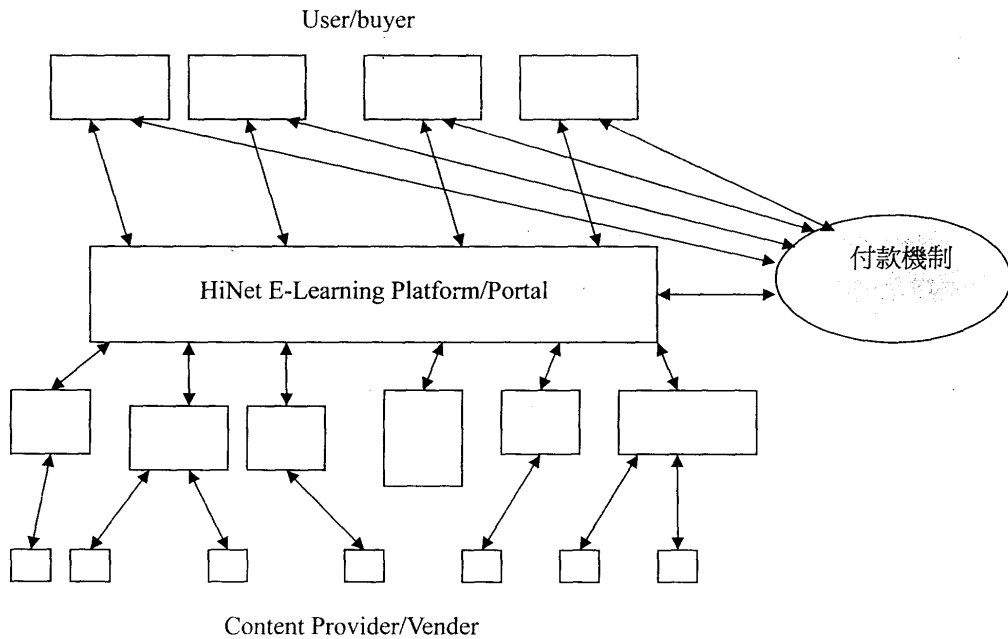 User/buyer
HiNet E-Learning Platform/Portal
付款機制
Content Provider/Vender